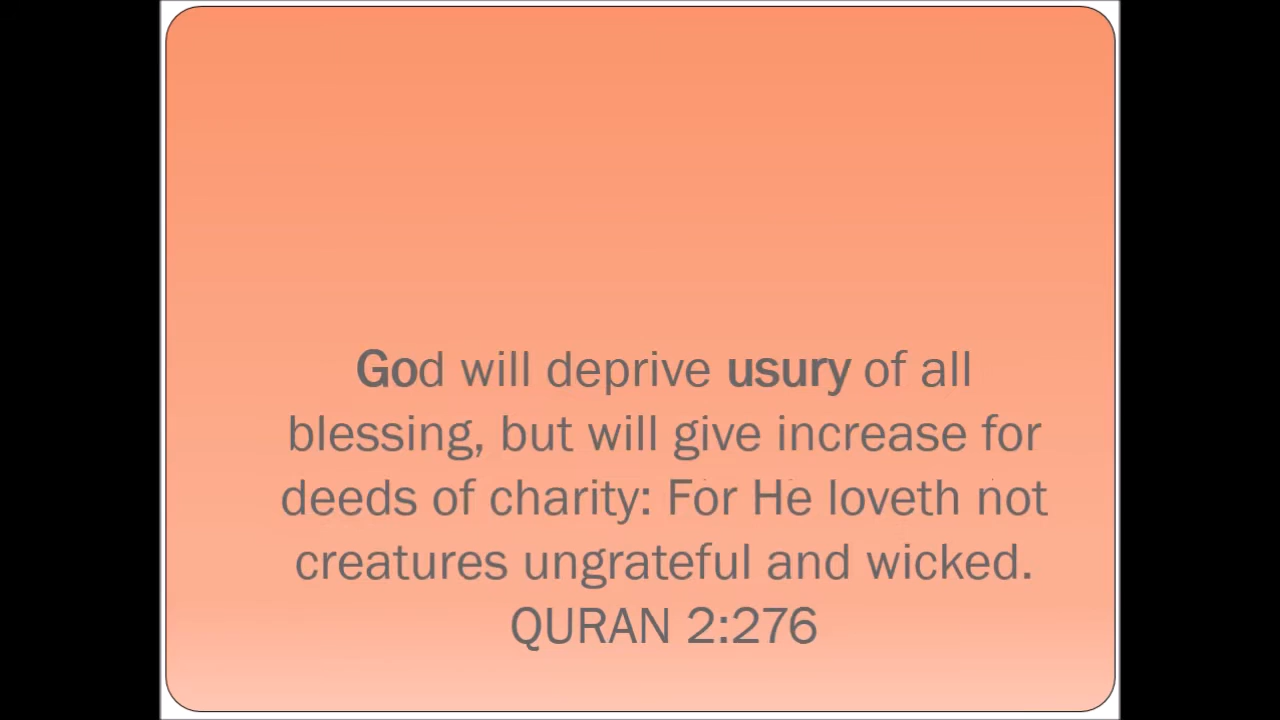 God will deprive usury of all
blessing, but will give increase for
deeds of charity: For He loveth not
creatures ungrateful and wicked.
QURAN 2:276